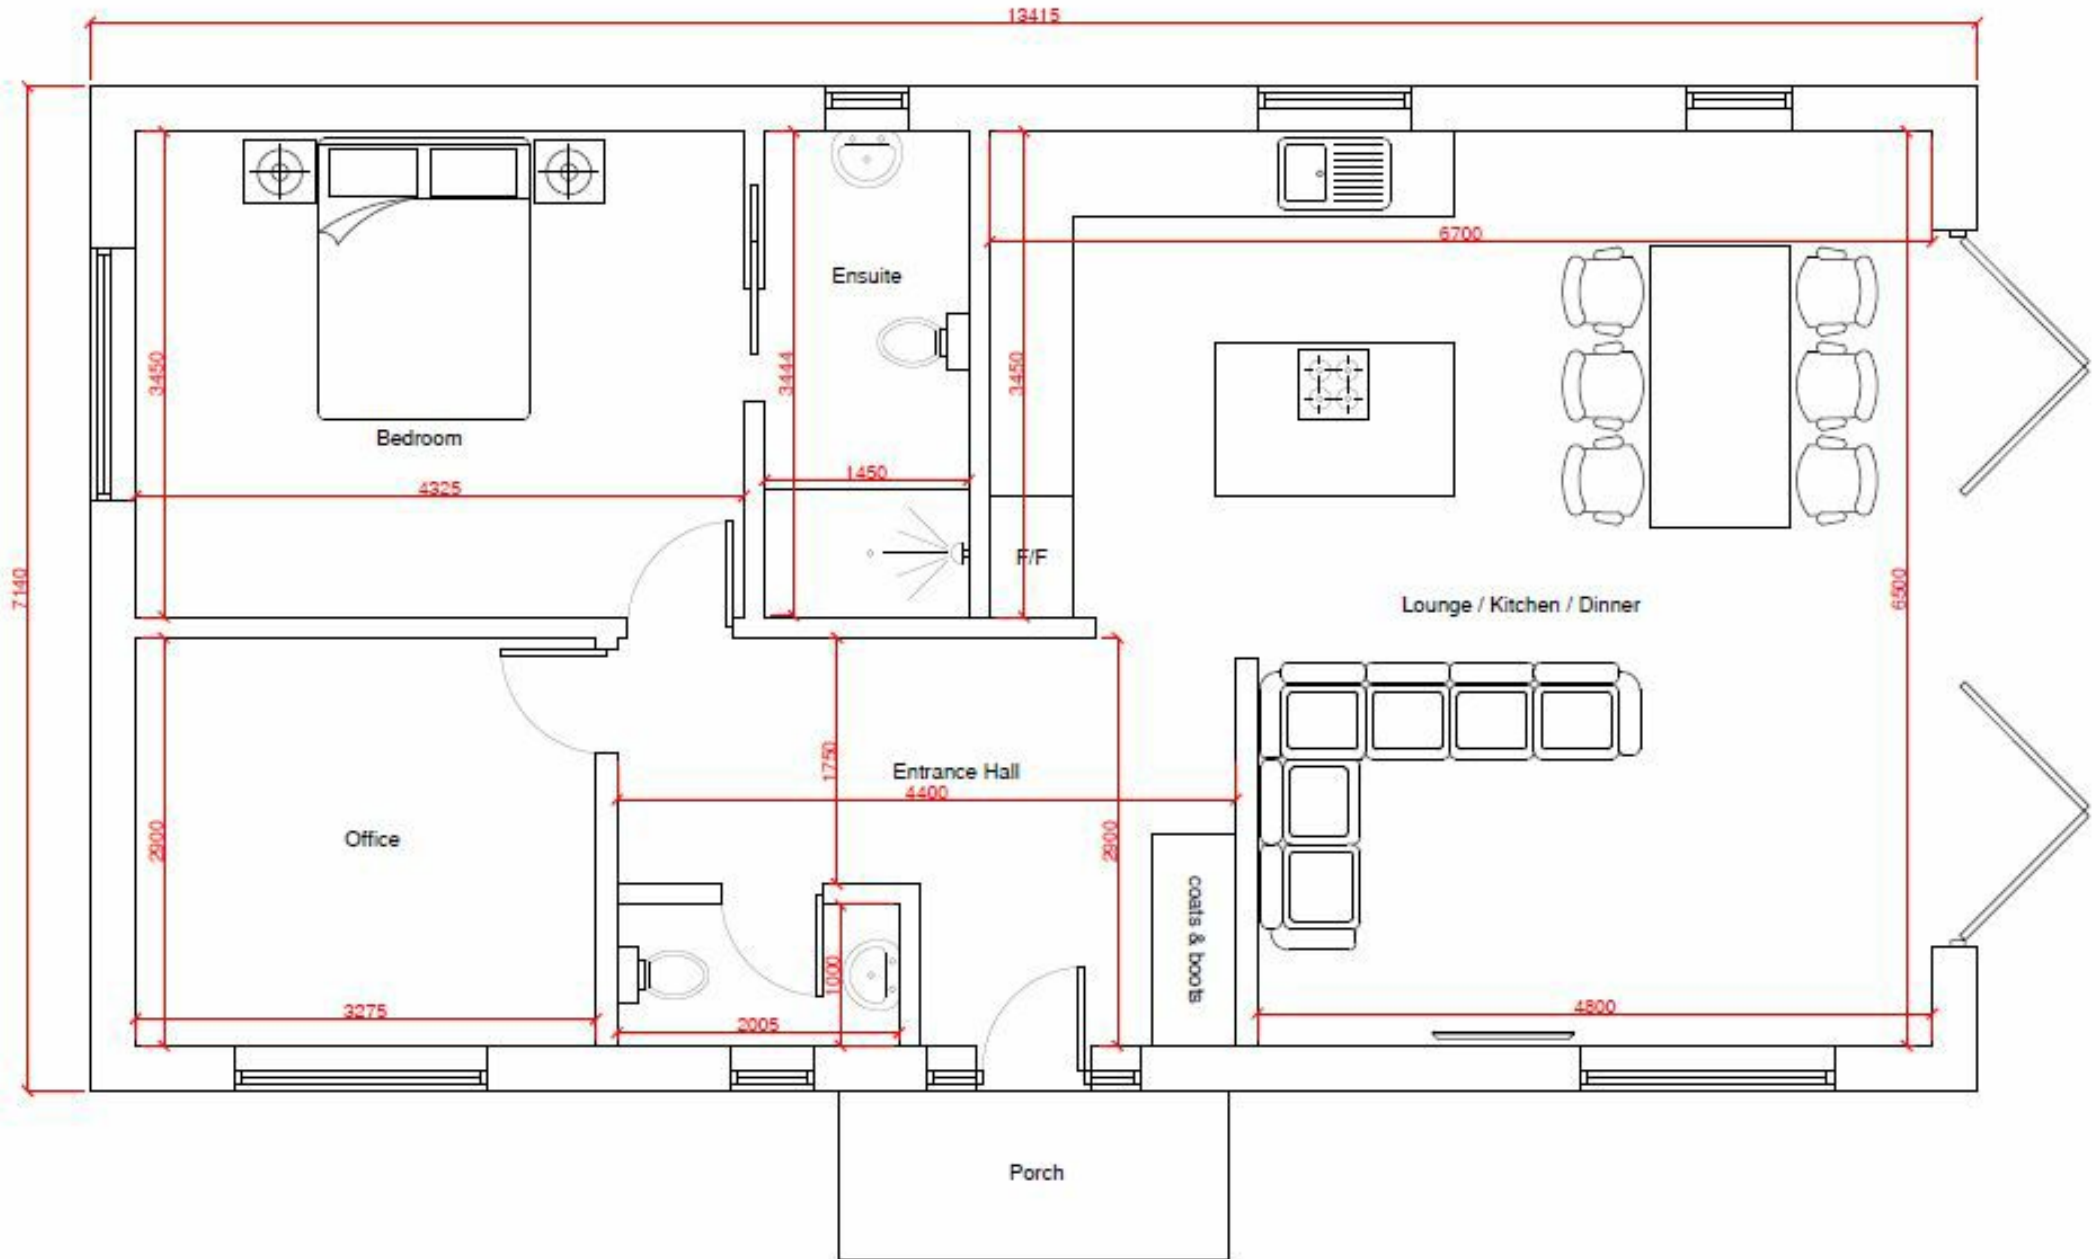 13415
6700
Ensuite
3450
3444
3450
Bedroom
1450
4325
F/F
7140
Lounge / Kitchen / Dinner
6500
1750
Entrance Hall
4400
Office
2900
2900
coats & boots
1000
3275
2005
4800
Porch